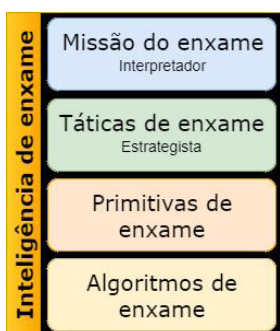 Inteligência de enxame
Missão do enxame
Interpretador
Táticas de enxame
Estrategista
Primitivas de
enxame
Algoritmos de
enxame